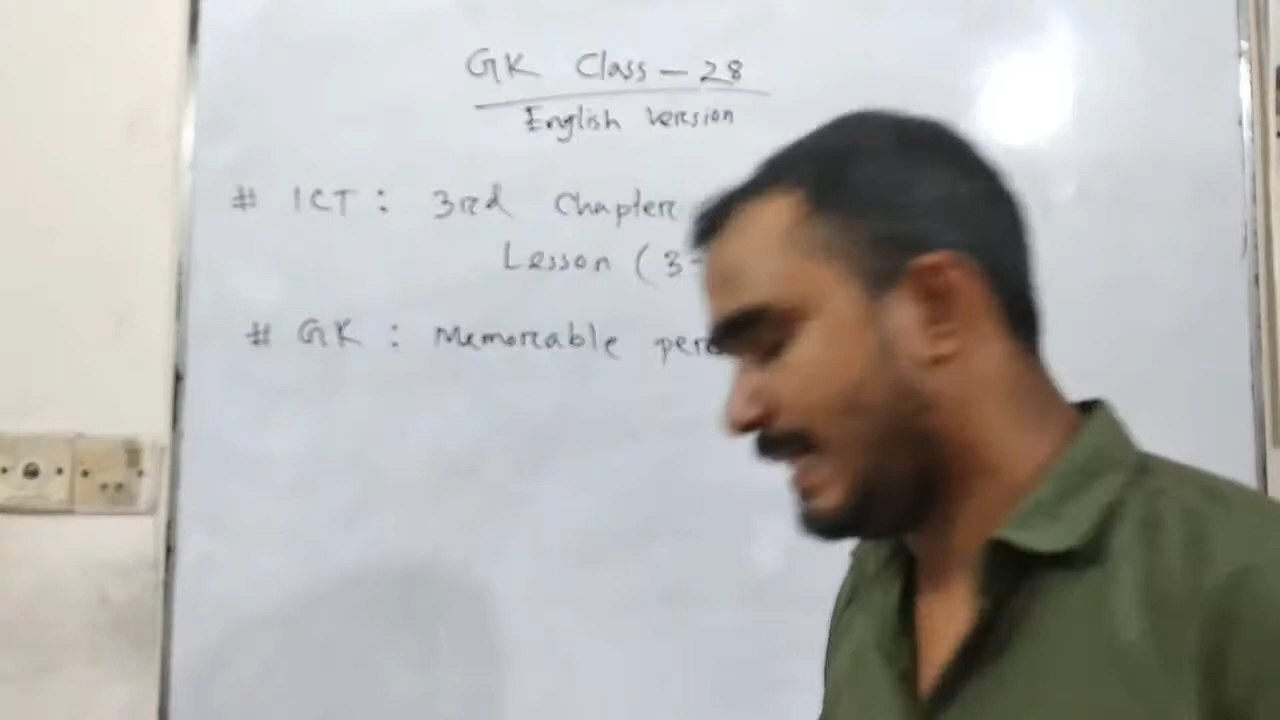 GK Class - 28
English version
# ICT : 3rd Chapter
Lesson (3-
# GK : Memorable